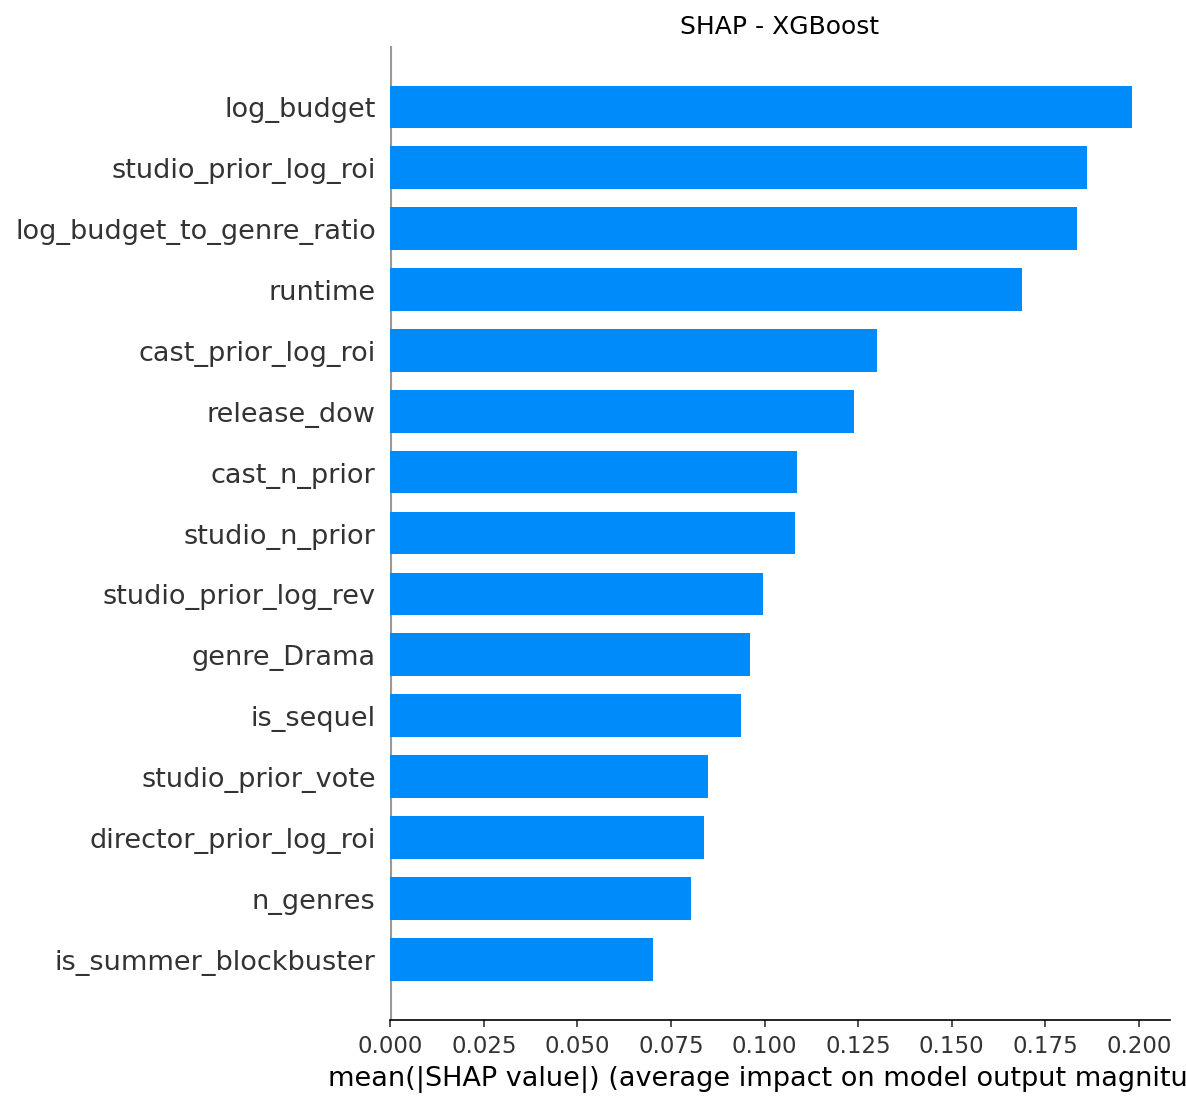 SHAP - XGBoost
log_budget
studio_prior_log_roi
log_budget_to_genre_ratio
runtime
cast_prior_log_roi
release_dow
cast_n_prior
studio_n_prior
studio_prior_log_rev
genre_Drama
is_sequel
studio_prior_vote
director_prior_log_roi
n_genres
is_summer_blockbuster
0.000 0.025 0.050 0.075 0.100 0.125 0.150 0.175 0.200
mean(|SHAP value|) (average impact on model output magnitu